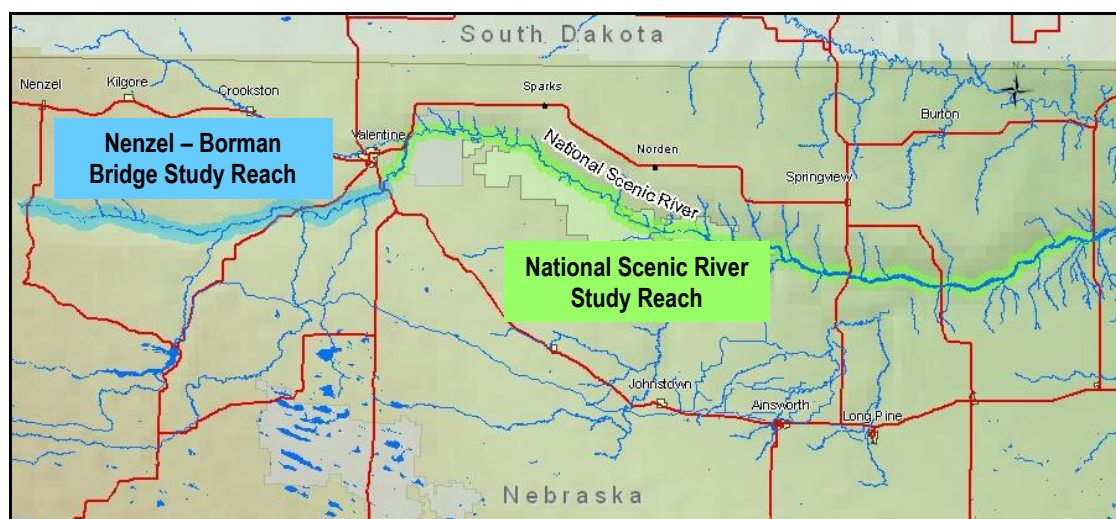 South Dakota
Nenzel
Kilgore
Crookston
Sparks
N
Burton
Nenzel – Borman
Bridge Study Reach
Valentine
National Scenic River
Norden
Springview
National Scenic River
Study Reach
Johnstown
Ainsworth
Long Pine
Nebraska